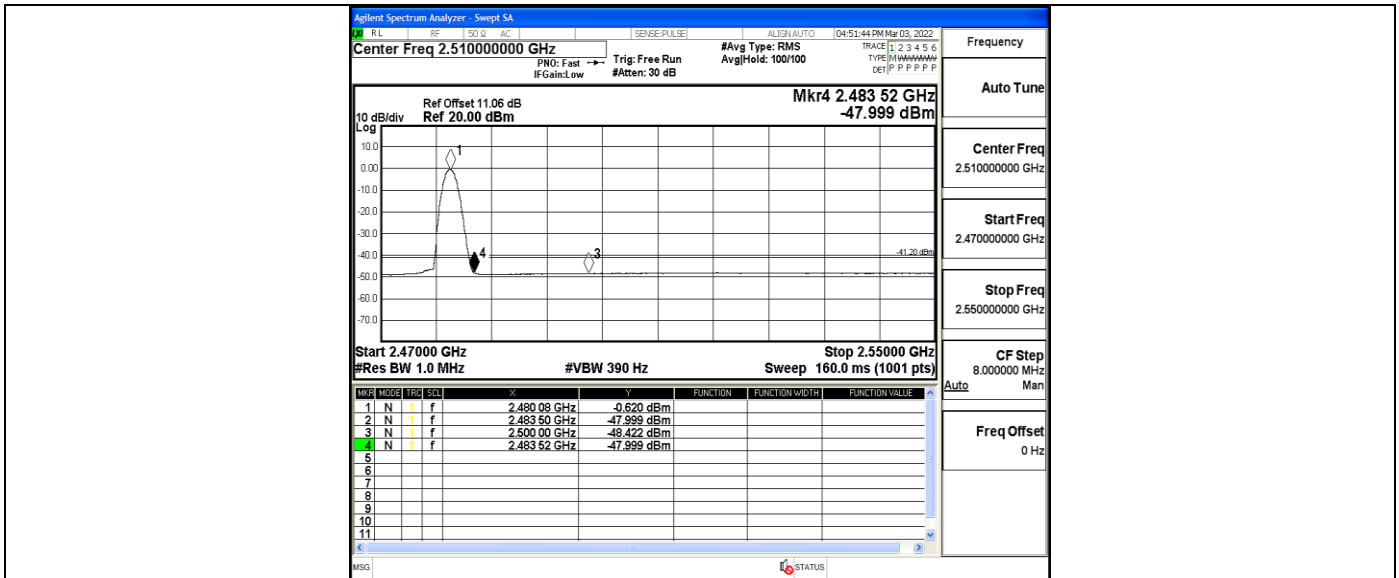 Agilent Spectrum Analyzer - Swept SA
RL RF 50 Ω AC SENSE:PULSE ALIGN AUTO 04:51:44 PM Mar 03, 2022
Center Freq 2.510000000 GHz
PNO: Fast
IFGain:Low
Trig: Free Run
#Atten: 30 dB
#Avg Type: RMS
Avg|Hold: 100/100
TRACE 1 2 3 4 5 6
TYPE MWWWWW
DET P P P P P P
Mkr4 2.483 52 GHz
-47.999 dBm
Ref Offset 11.06 dB
Ref 20.00 dBm
10 dB/div
Log
10.0
0.00
-10.0
-20.0
-30.0
-40.0
-50.0
-60.0
-70.0
1
4
3
-41.20 dBm
Start 2.47000 GHz Stop 2.55000 GHz
#Res BW 1.0 MHz #VBW 390 Hz Sweep 160.0 ms (1001 pts)
MKR MODE TRC SCL X Y FUNCTION FUNCTION WIDTH FUNCTION VALUE
1 N 1 f 2.480 08 GHz -0.620 dBm
2 N 1 f 2.483 50 GHz -47.999 dBm
3 N 1 f 2.500 00 GHz -48.422 dBm
4 N 1 f 2.483 52 GHz -47.999 dBm
5
6
7
8
9
10
11
MSG STATUS
Frequency
Auto Tune
Center Freq
2.510000000 GHz
Start Freq
2.470000000 GHz
Stop Freq
2.550000000 GHz
CF Step
8.000000 MHz
Auto Man
Freq Offset
0 Hz